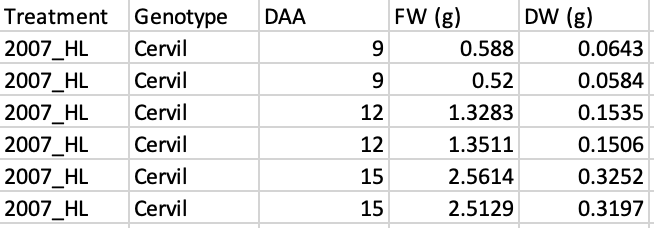 Treatment Genotype DAA FW (g) DW (g)
2007_HL Cervil 9 0.588 0.0643
2007_HL Cervil 9 0.52 0.0584
2007_HL Cervil 12 1.3283 0.1535
2007_HL Cervil 12 1.3511 0.1506
2007_HL Cervil 15 2.5614 0.3252
2007_HL Cervil 15 2.5129 0.3197